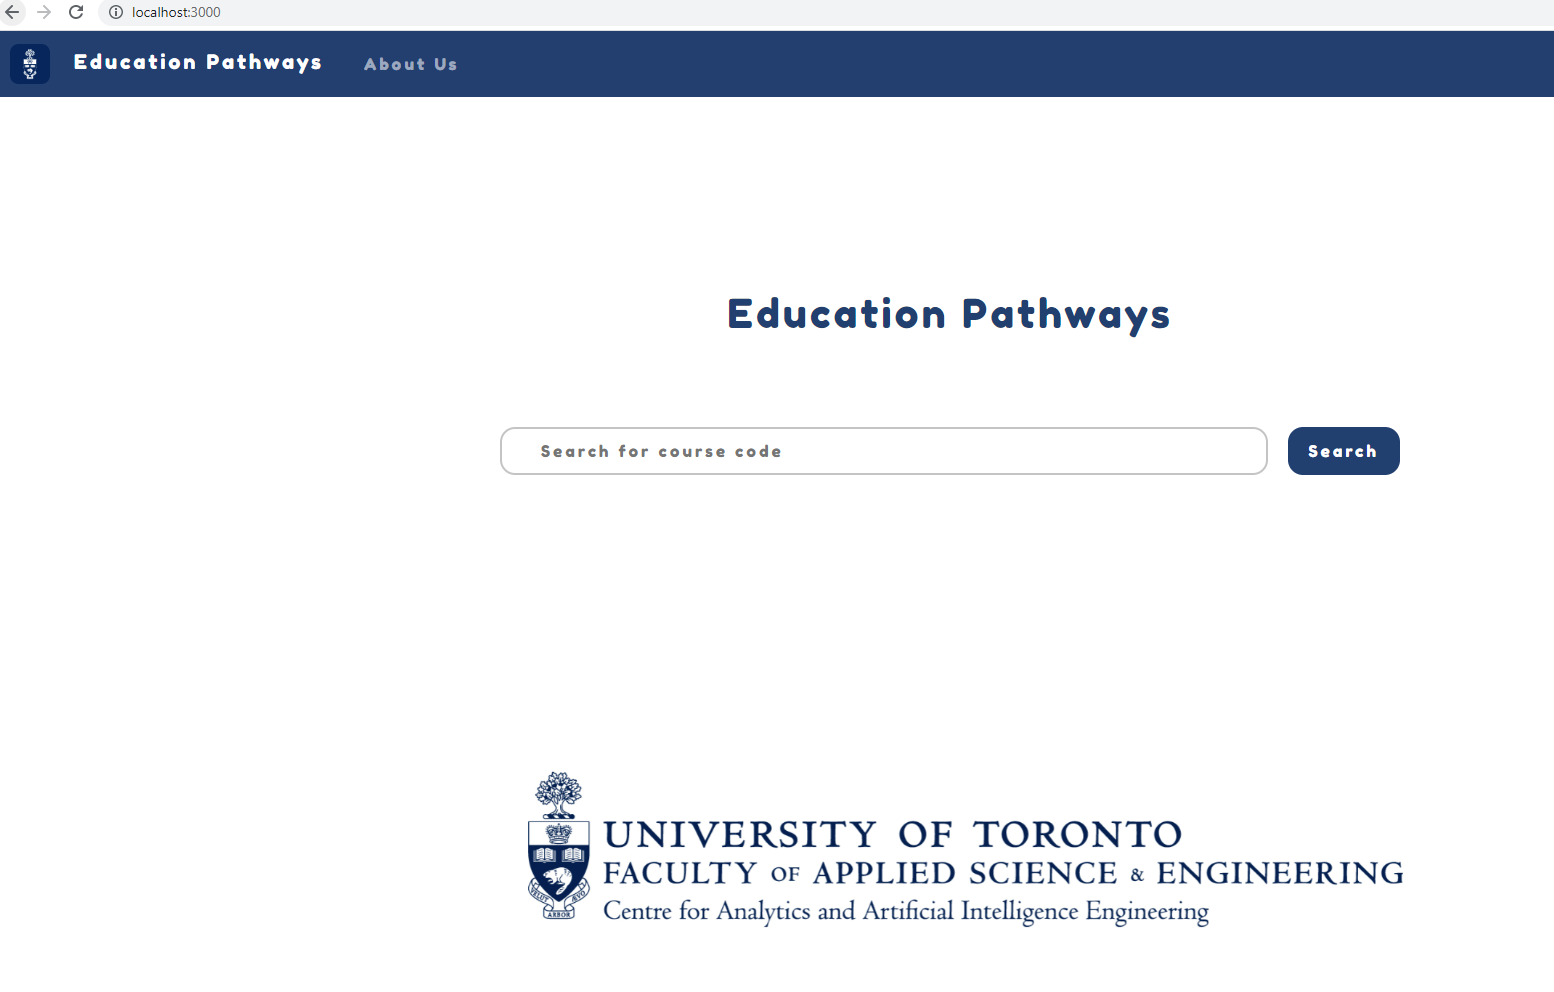 localhost:3000
Education Pathways About Us
Education Pathways
Search for course code Search
UNIVERSITY OF TORONTO
FACULTY OF APPLIED SCIENCE & ENGINEERING
Centre for Analytics and Artificial Intelligence Engineering
VELUT ARBOR ÆVO